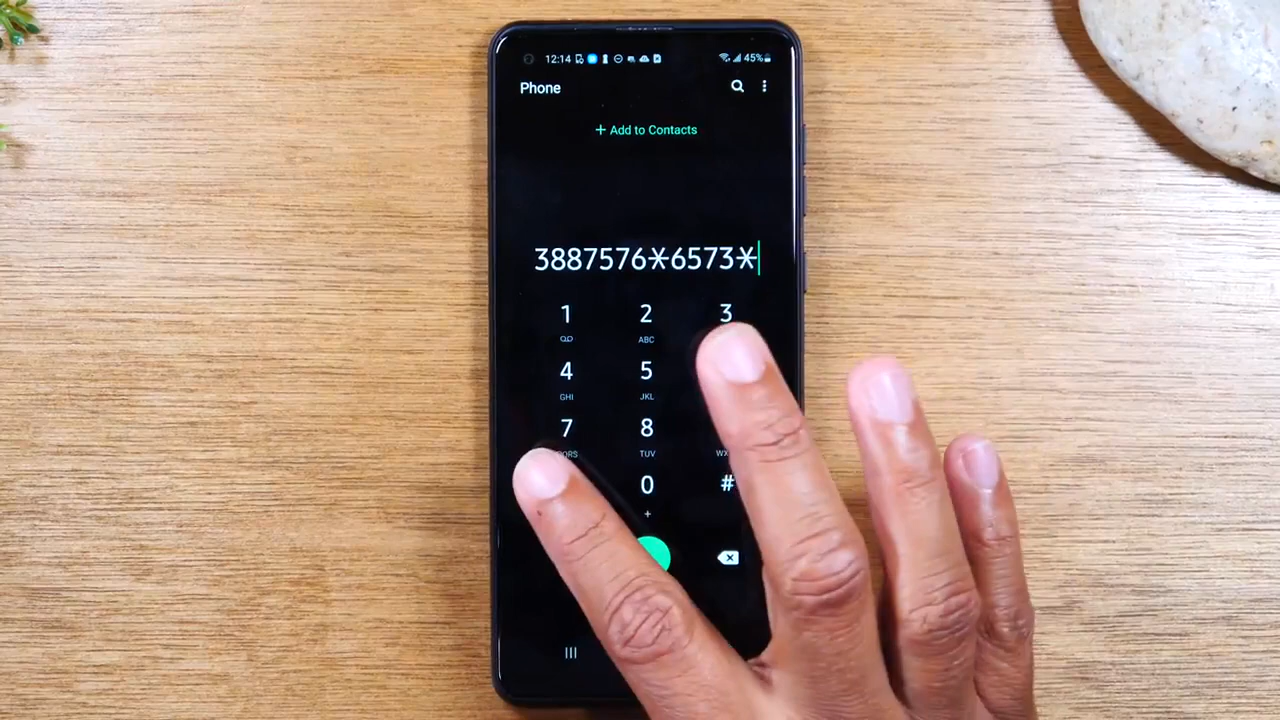 12:14 45%
Phone
+ Add to Contacts
3887576*6573*
1 2 3
ABC
4 5
GHI JKL
7 8
TUV
0 #
+